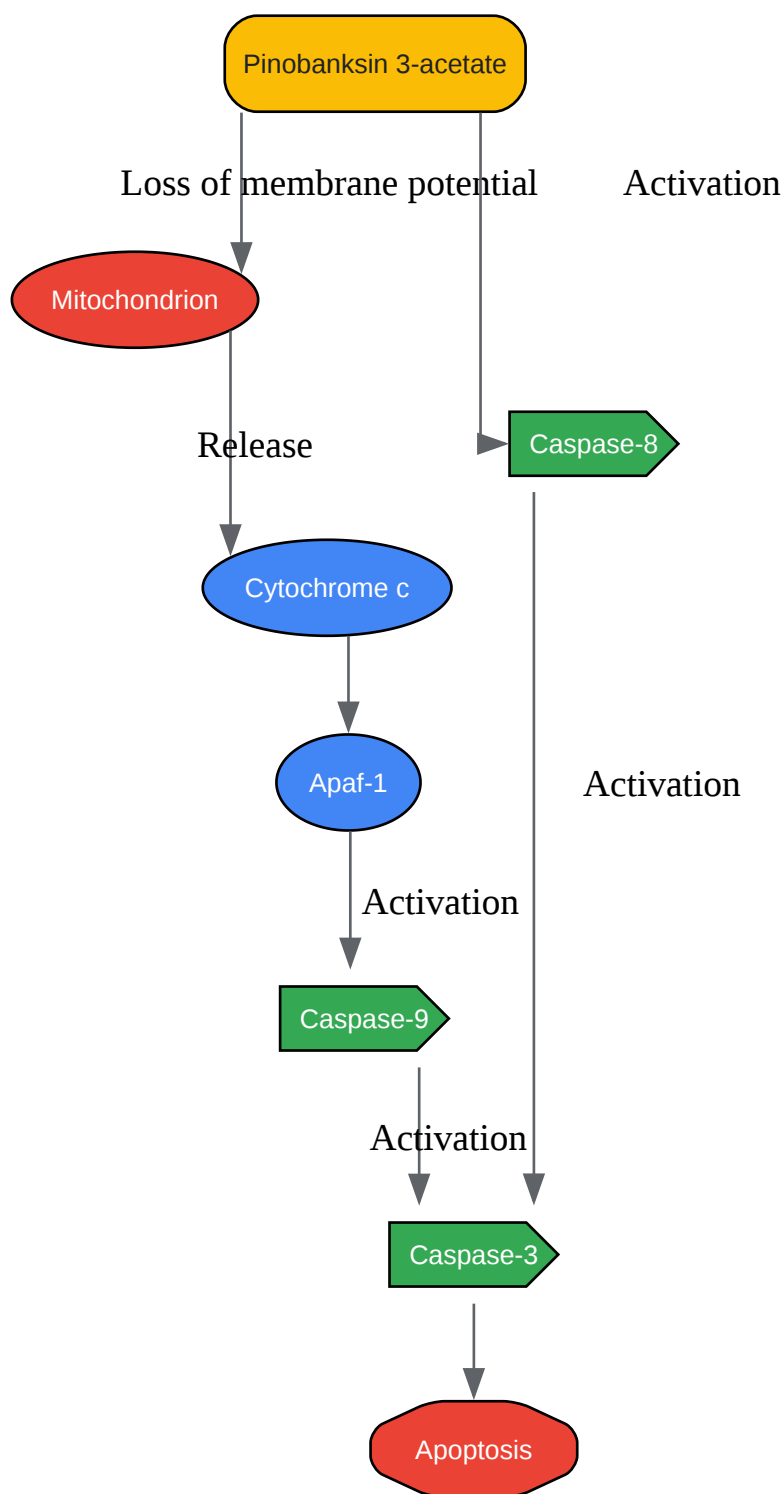 Pinobanksin 3-acetate
Loss of membrane potential
Activation
Mitochondrion
Release
Caspase-8
Cytochrome c
Apaf-1
Activation
Activation
Caspase-9
Activation
Caspase-3
Apoptosis